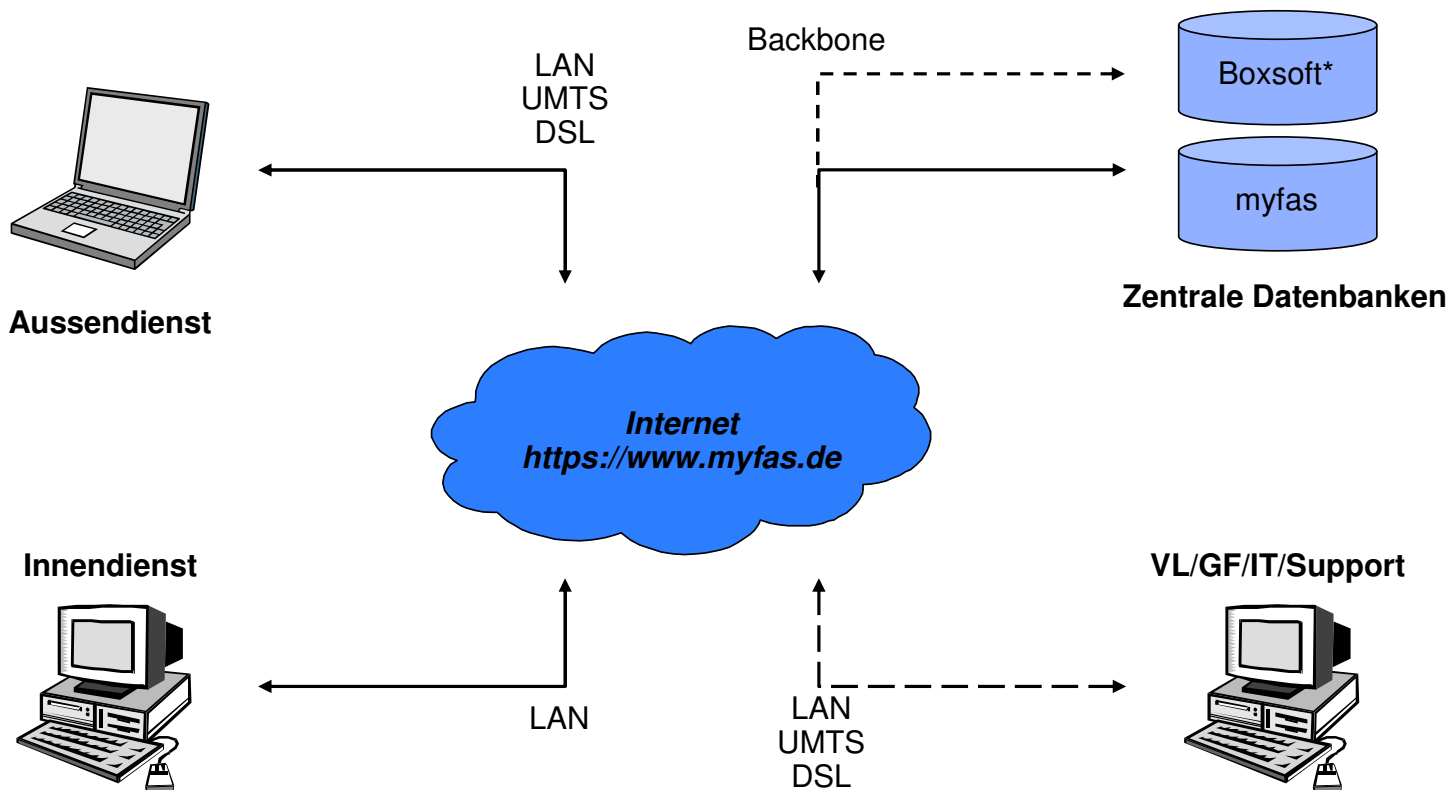 Backbone
LAN
UMTS
DSL
Boxsoft*
myfas
Zentrale Datenbanken
Aussendienst
Internet
https://www.myfas.de
Innendienst
VL/GF/IT/Support
LAN
LAN
UMTS
DSL